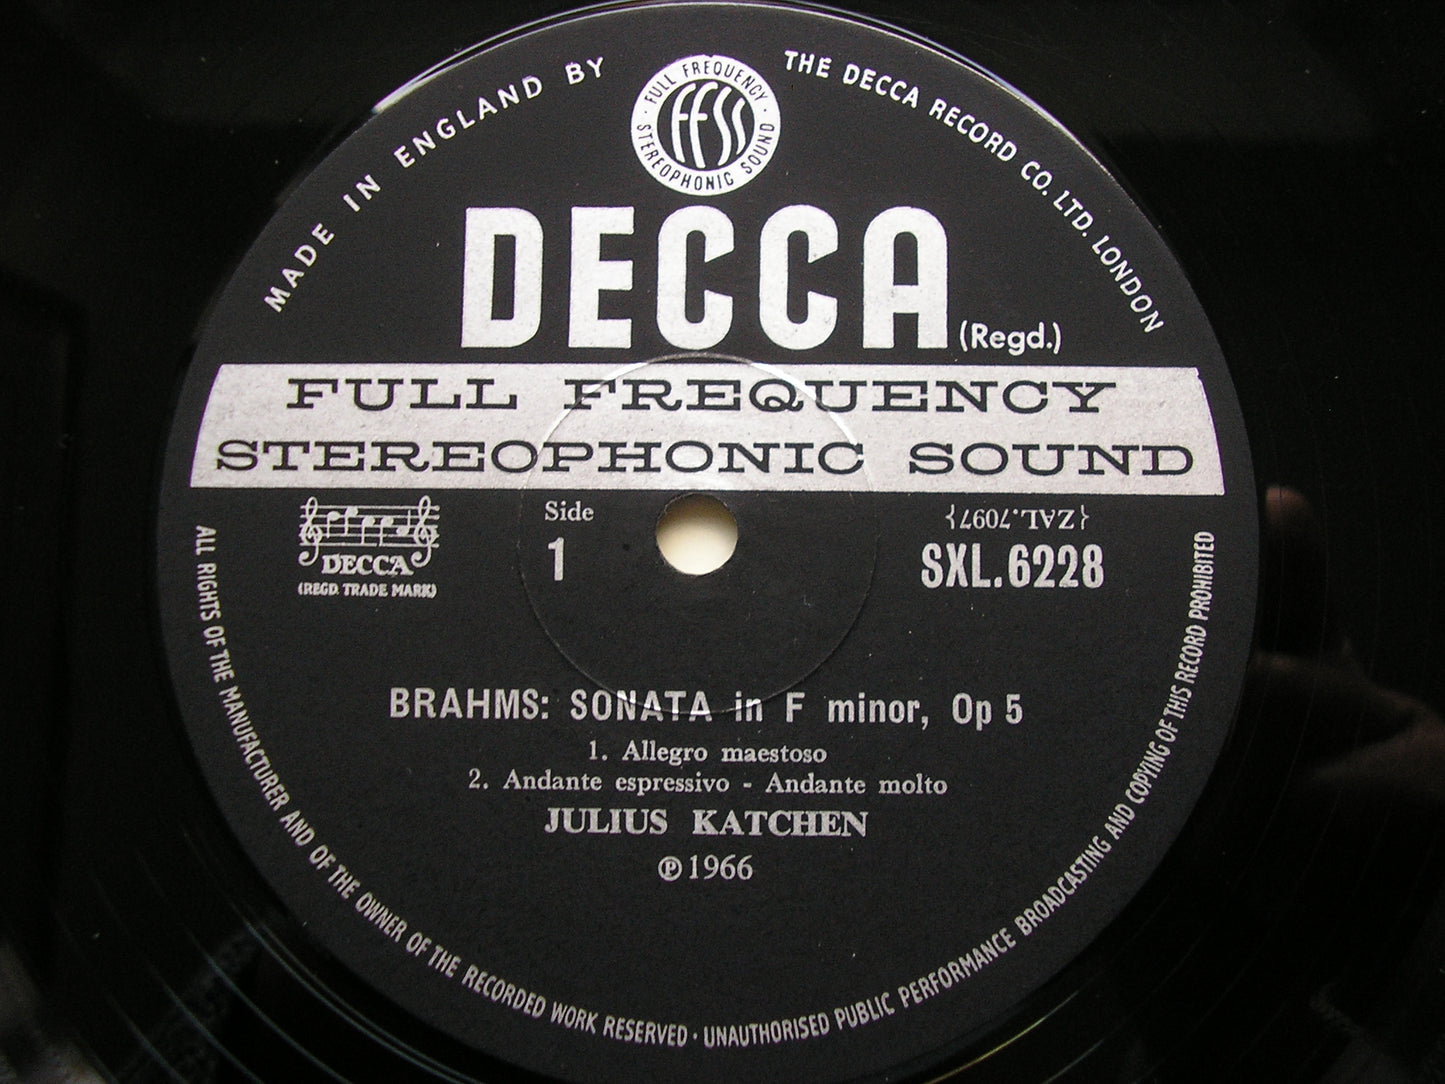 MADE IN ENGLAND BY
THE DECCA RECORD CO. LTD. LONDON
· FULL FREQUENCY ·
STEREOPHONIC SOUND
FFSS
DECCA (Regd.)
FULL FREQUENCY
STEREOPHONIC SOUND
DECCA
(REGD. TRADE MARK)
Side
1
{ZAL.7097}
SXL.6228
BRAHMS: SONATA in F minor, Op 5
1. Allegro maestoso
2. Andante espressivo - Andante molto
JULIUS KATCHEN
℗ 1966
ALL RIGHTS OF THE MANUFACTURER AND OF THE OWNER OF THE RECORDED WORK RESERVED · UNAUTHORISED PUBLIC PERFORMANCE BROADCASTING AND COPYING OF THIS RECORD PROHIBITED